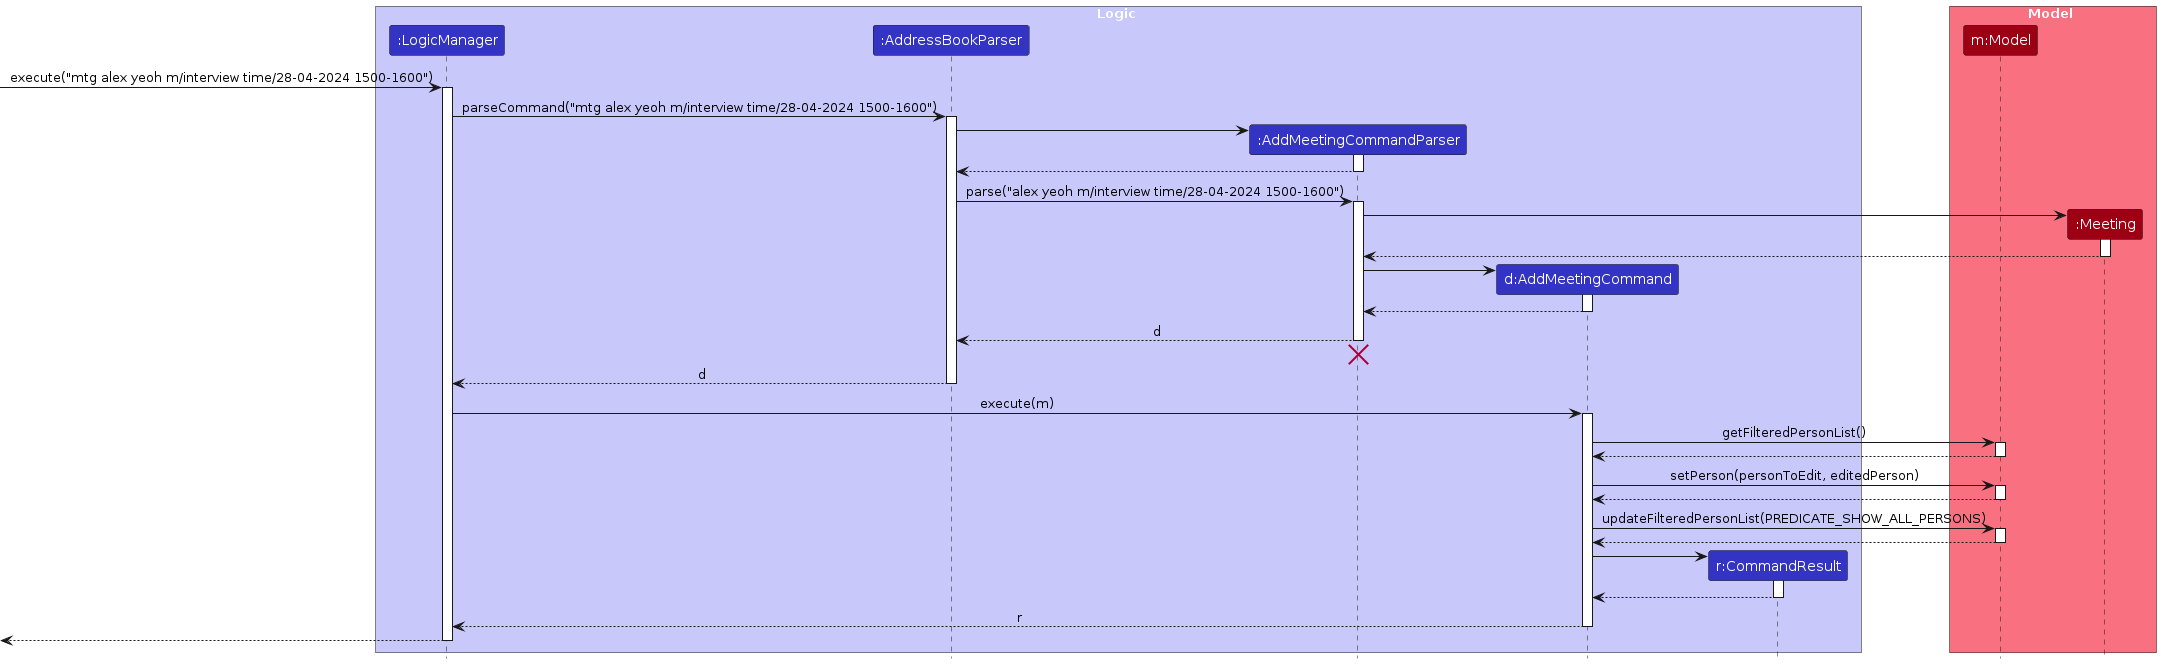 Logic
Model
:LogicManager
:AddressBookParser
m:Model
execute("mtg alex yeoh m/interview time/28-04-2024 1500-1600")
parseCommand("mtg alex yeoh m/interview time/28-04-2024 1500-1600")
:AddMeetingCommandParser
parse("alex yeoh m/interview time/28-04-2024 1500-1600")
:Meeting
d:AddMeetingCommand
d
d
execute(m)
getFilteredPersonList()
setPerson(personToEdit, editedPerson)
updateFilteredPersonList(PREDICATE_SHOW_ALL_PERSONS)
r:CommandResult
r